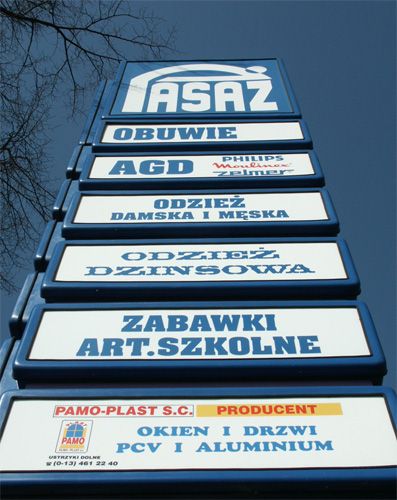 PASAŻ
OBUWIE
AGD
PHILIPS
Moulinex
zelmer
ODZIEŻ
DAMSKA I MĘSKA
ODZIEŻ
DZINSOWA
ZABAWKI
ART.SZKOLNE
PAMO-PLAST S.C. PRODUCENT
PAMO
OKIEN I DRZWI
PCV I ALUMINIUM
USTRZYKI DOLNE
☎ (0-13) 461 22 40